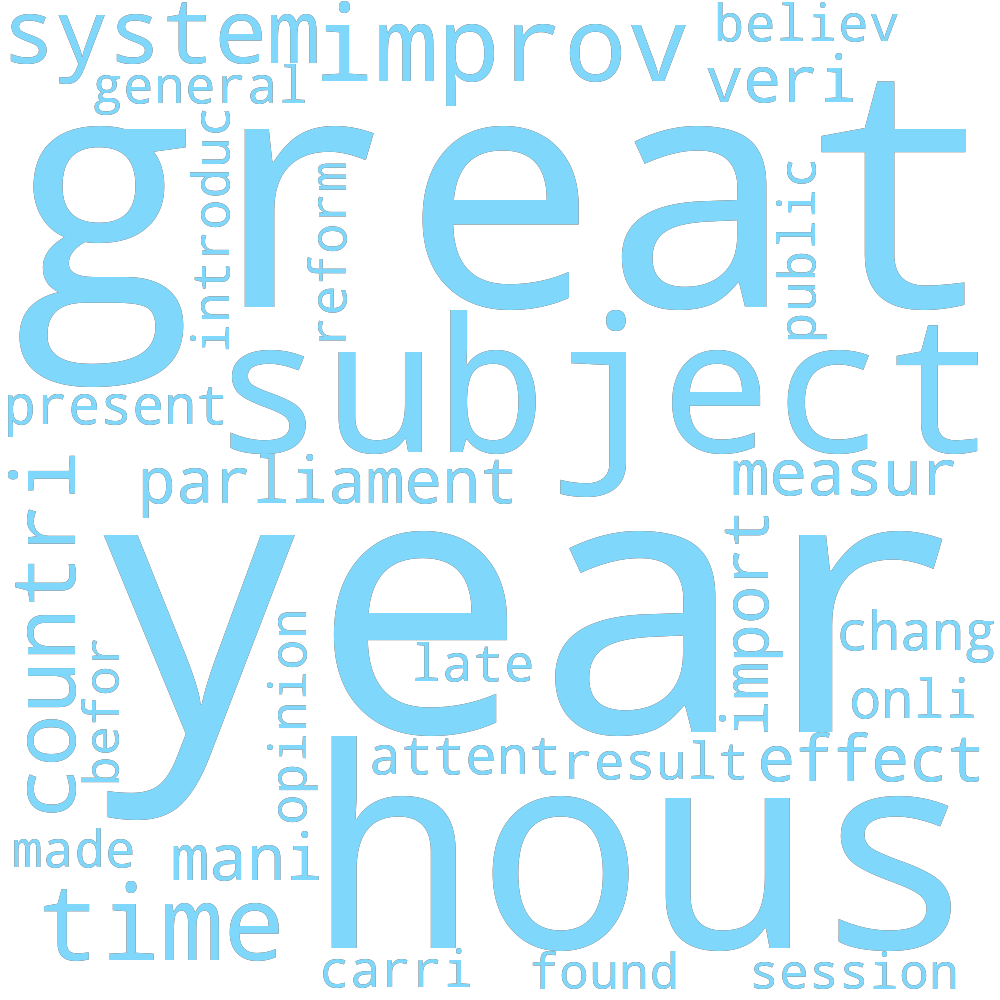 system
improv
believ
general
veri
great
introduc
reform
public
subject
present
parliament
measur
countri
year
import
chang
befor
opinion
late
onli
attent
result
effect
hous
made
mani
time
carri
found
session